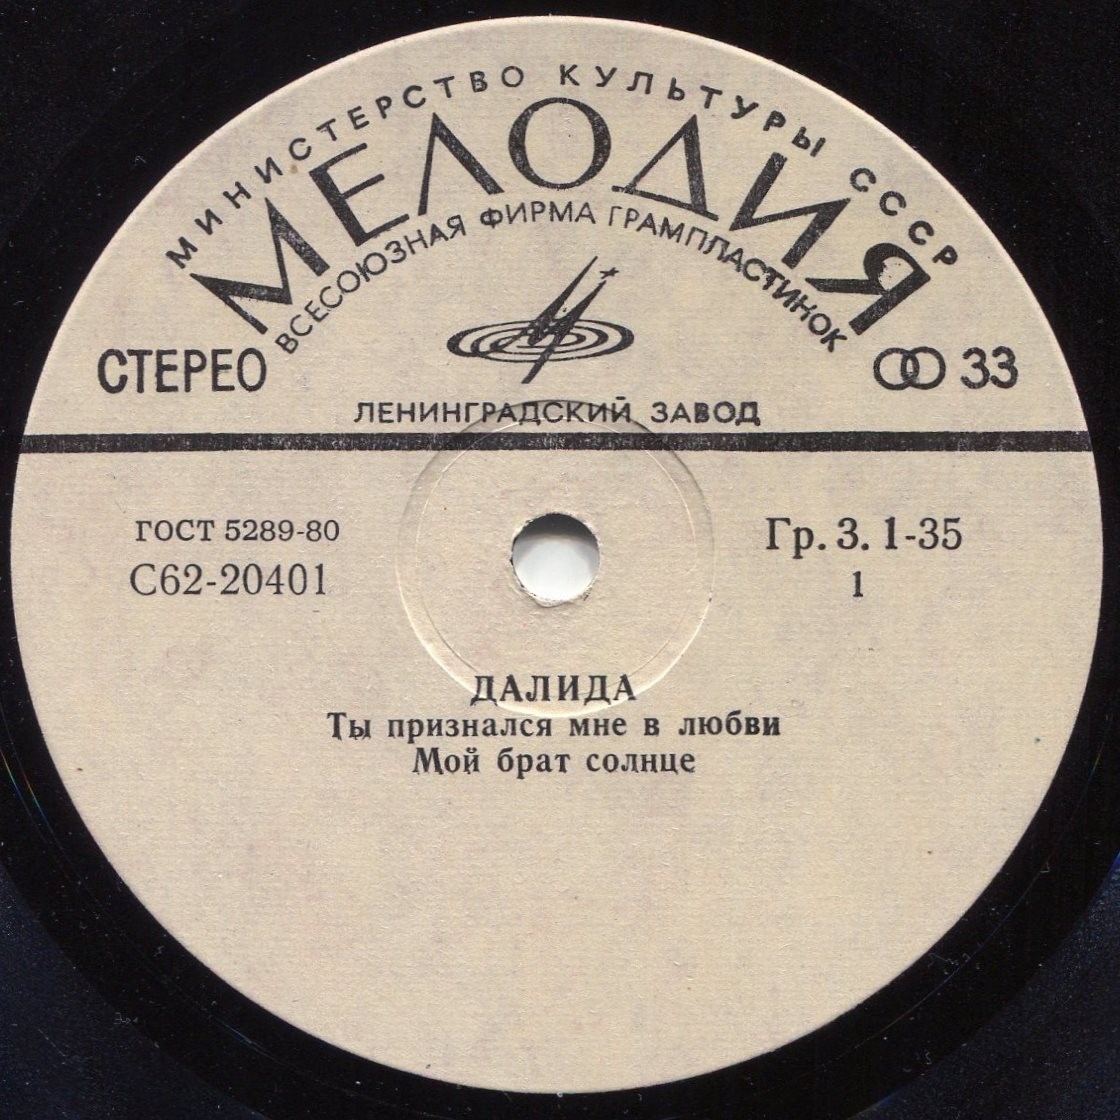 МИНИСТЕРСТВО КУЛЬТУРЫ СССР
МЕЛОДИЯ
ВСЕСОЮЗНАЯ ФИРМА ГРАМПЛАСТИНОК
СТЕРЕО
33
ЛЕНИНГРАДСКИЙ ЗАВОД
ГОСТ 5289-80
С62-20401
Гр. 3. 1-35
1
ДАЛИДА
Ты признался мне в любви
Мой брат солнце